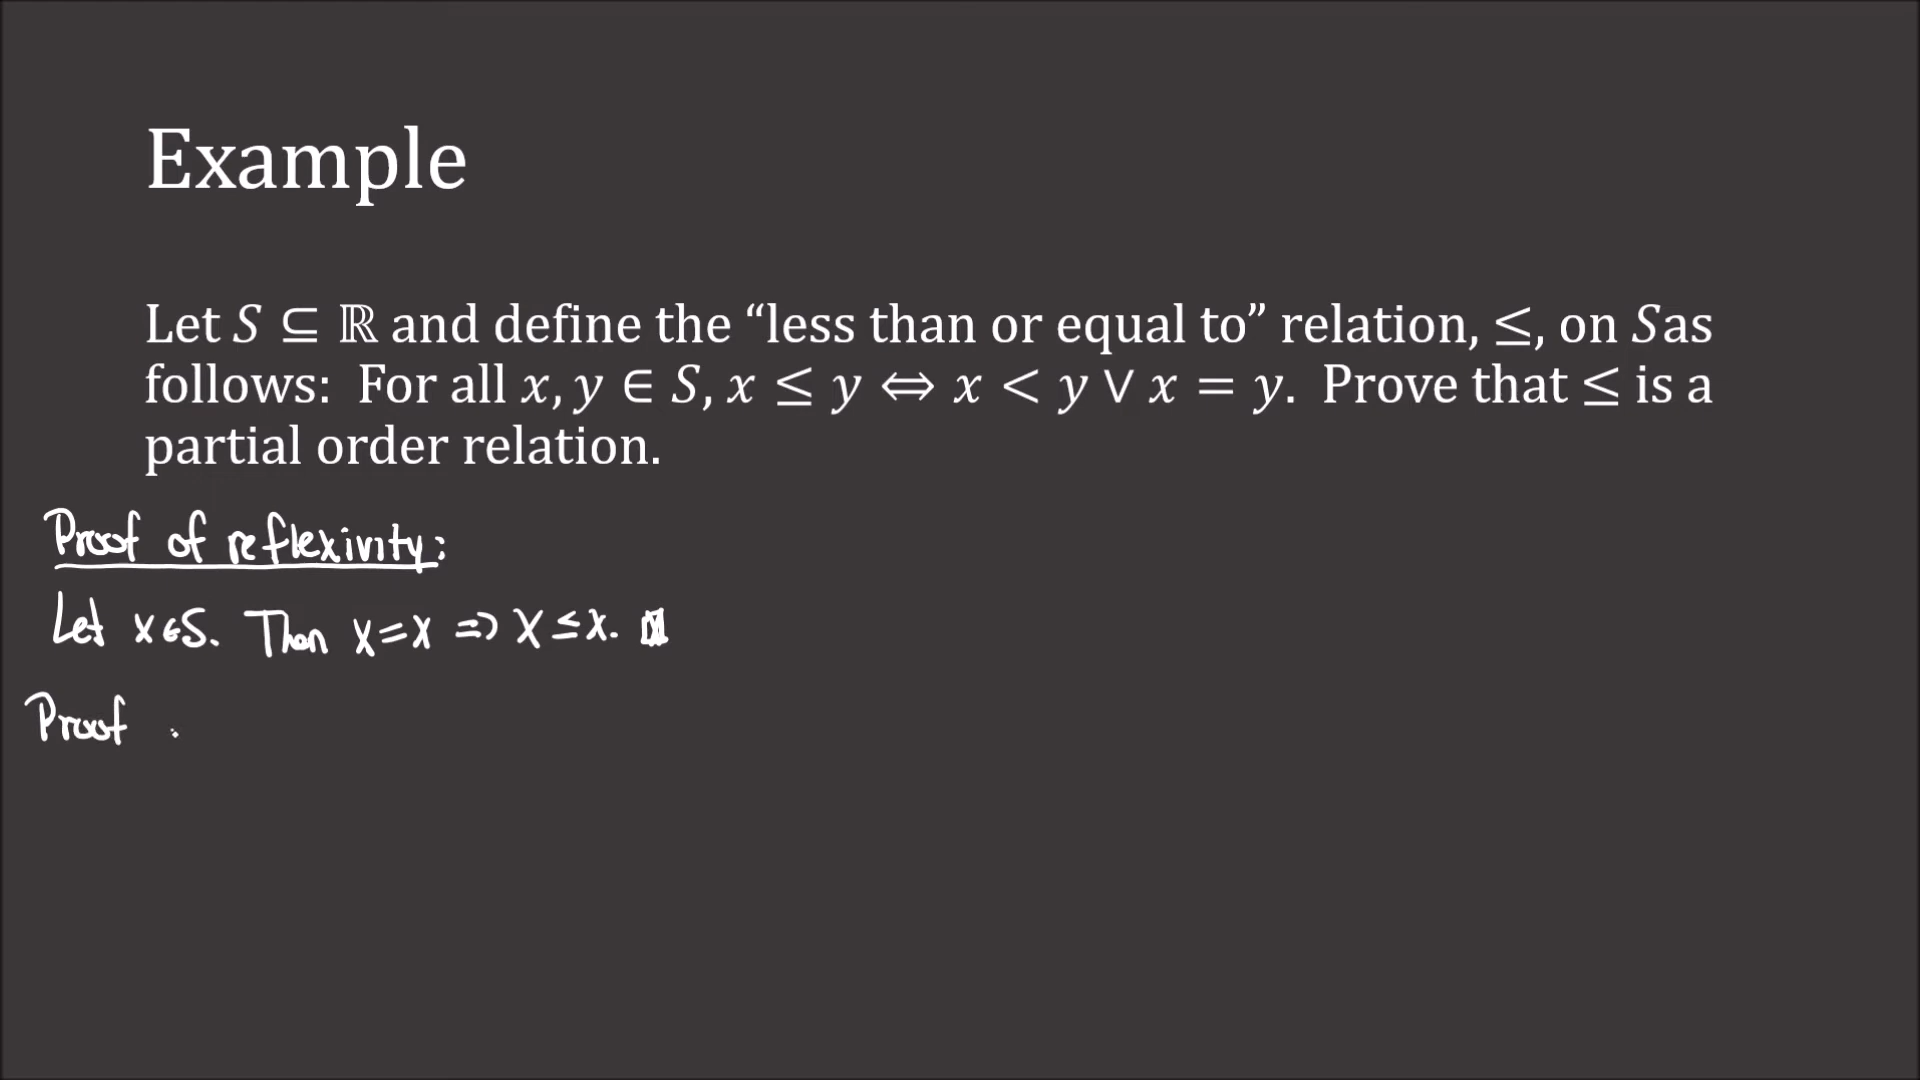 Example
Let S ⊆ ℝ and define the “less than or equal to” relation, ≤, on S as
follows:  For all x, y ∈ S, x ≤ y ⇔ x < y ∨ x = y.  Prove that ≤ is a
partial order relation.
Proof of reflexivity:
Let x∈S. Then x=x ⇒ x≤x.
Proof